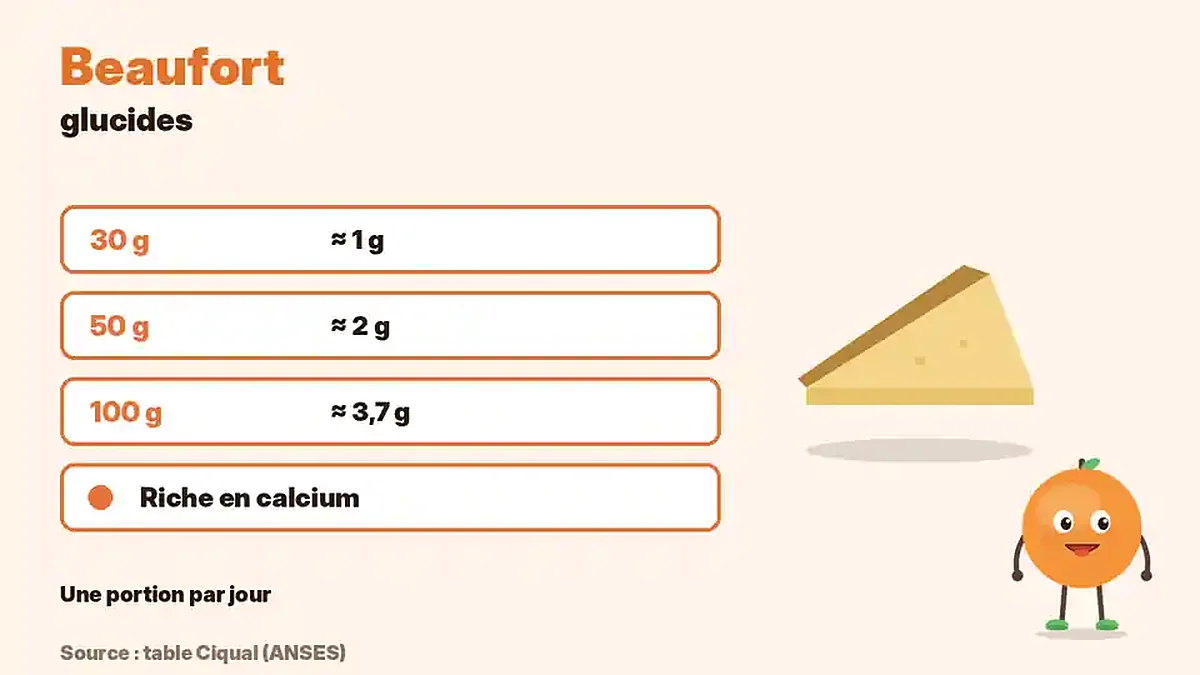 Beaufort
glucides
30 g ≈ 1 g
50 g ≈ 2 g
100 g ≈ 3,7 g
Riche en calcium
Une portion par jour
Source : table Ciqual (ANSES)